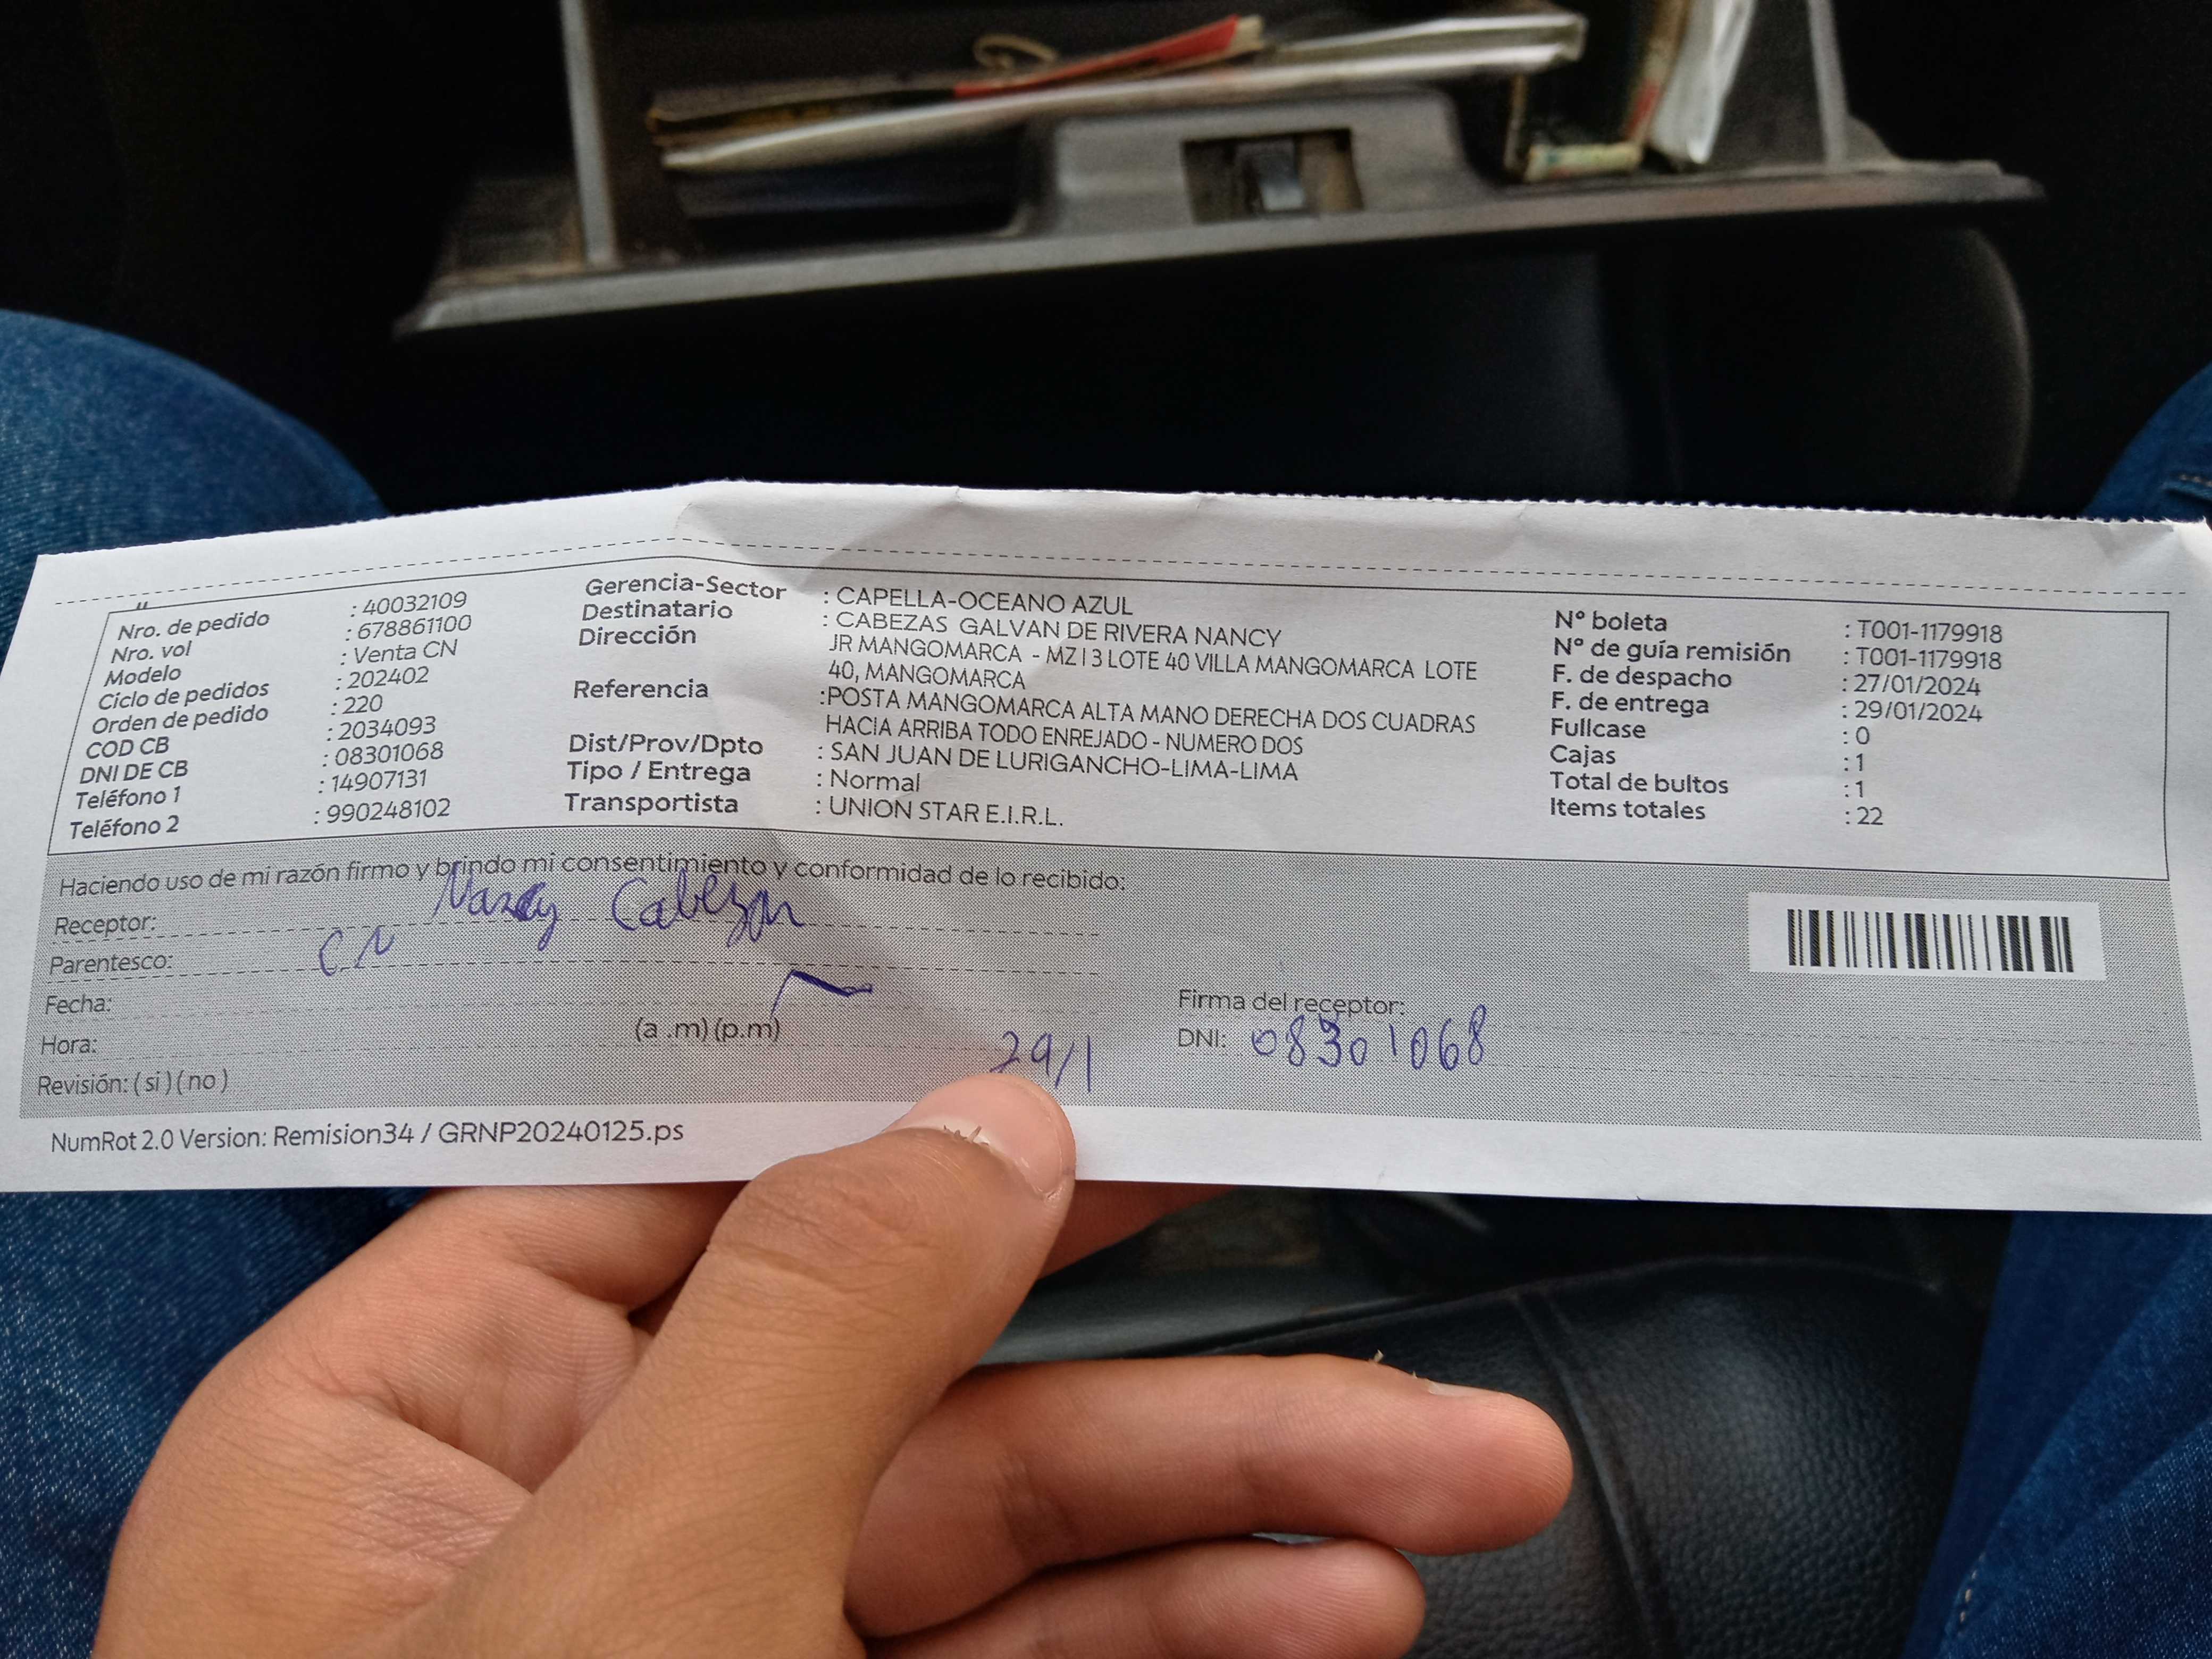 Nro. de pedido : 40032109
Nro. vol : 678861100
Modelo : Venta CN
Ciclo de pedidos : 202402
Orden de pedido : 220
COD CB : 2034093
DNI DE CB : 08301068
Teléfono 1 : 14907131
Teléfono 2 : 990248102
Gerencia-Sector : CAPELLA-OCEANO AZUL
Destinatario : CABEZAS GALVAN DE RIVERA NANCY
Dirección JR MANGOMARCA - MZ I 3 LOTE 40 VILLA MANGOMARCA LOTE
40, MANGOMARCA
Referencia :POSTA MANGOMARCA ALTA MANO DERECHA DOS CUADRAS
HACIA ARRIBA TODO ENREJADO - NUMERO DOS
Dist/Prov/Dpto : SAN JUAN DE LURIGANCHO-LIMA-LIMA
Tipo / Entrega : Normal
Transportista : UNION STAR E.I.R.L.
Nº boleta : T001-1179918
Nº de guía remisión : T001-1179918
F. de despacho : 27/01/2024
F. de entrega : 29/01/2024
Fullcase : 0
Cajas : 1
Total de bultos : 1
Items totales : 22
Haciendo uso de mi razón firmo y brindo mi consentimiento y conformidad de lo recibido:
Receptor: Nancy
Parentesco: CN
Fecha:
Hora: (a .m) (p.m)
29/1
Revisión: ( si ) ( no )
Firma del receptor:
DNI: 08301068
NumRot 2.0 Version: Remision34 / GRNP20240125.ps